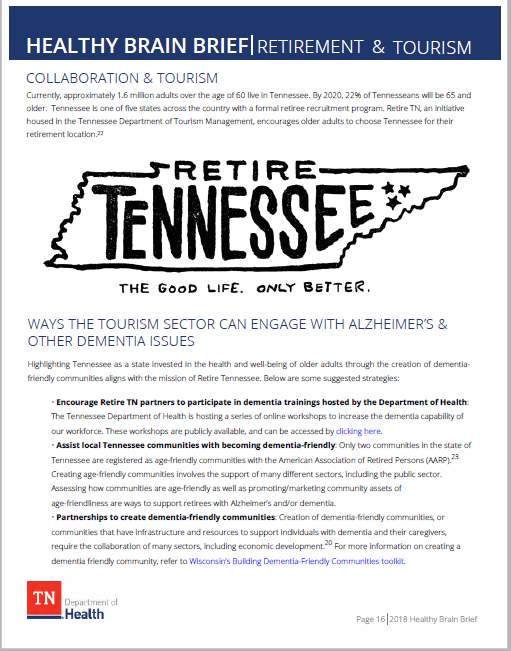 HEALTHY BRAIN BRIEF| RETIREMENT & TOURISM
COLLABORATION & TOURISM
Currently, approximately 1.6 million adults over the age of 60 live in Tennessee. By 2020, 22% of Tennesseans will be 65 and
older. Tennessee is one of five states across the country with a formal retiree recruitment program. Retire TN, an initiative
housed in the Tennessee Department of Tourism Management, encourages older adults to choose Tennessee for their
retirement location.22
RETIRE
TENNESSEE
THE GOOD LIFE. ONLY BETTER.
WAYS THE TOURISM SECTOR CAN ENGAGE WITH ALZHEIMER'S &
OTHER DEMENTIA ISSUES
Highlighting Tennessee as a state invested in the health and well-being of older adults through the creation of dementia-
friendly communities aligns with the mission of Retire Tennessee. Below are some suggested strategies:
· Encourage Retire TN partners to participate in dementia trainings hosted by the Department of Health:
The Tennessee Department of Health is hosting a series of online workshops to increase the dementia capability of
our workforce. These workshops are publicly available, and can be accessed by clicking here.
· Assist local Tennessee communities with becoming dementia-friendly: Only two communities in the state of
Tennessee are registered as age-friendly communities with the American Association of Retired Persons (AARP).23
Creating age-friendly communities involves the support of many different sectors, including the public sector.
Assessing how communities are age-friendly as well as promoting/marketing community assets of
age-friendliness are ways to support retirees with Alzheimer's and/or dementia.
· Partnerships to create dementia-friendly communities: Creation of dementia-friendly communities, or
communities that have infrastructure and resources to support individuals with dementia and their caregivers,
require the collaboration of many sectors, including economic development.20 For more information on creating a
dementia friendly community, refer to Wisconsin's Building Dementia-Friendly Communities toolkit.
TN
Department of
Health
Page 16|2018 Healthy Brain Brief